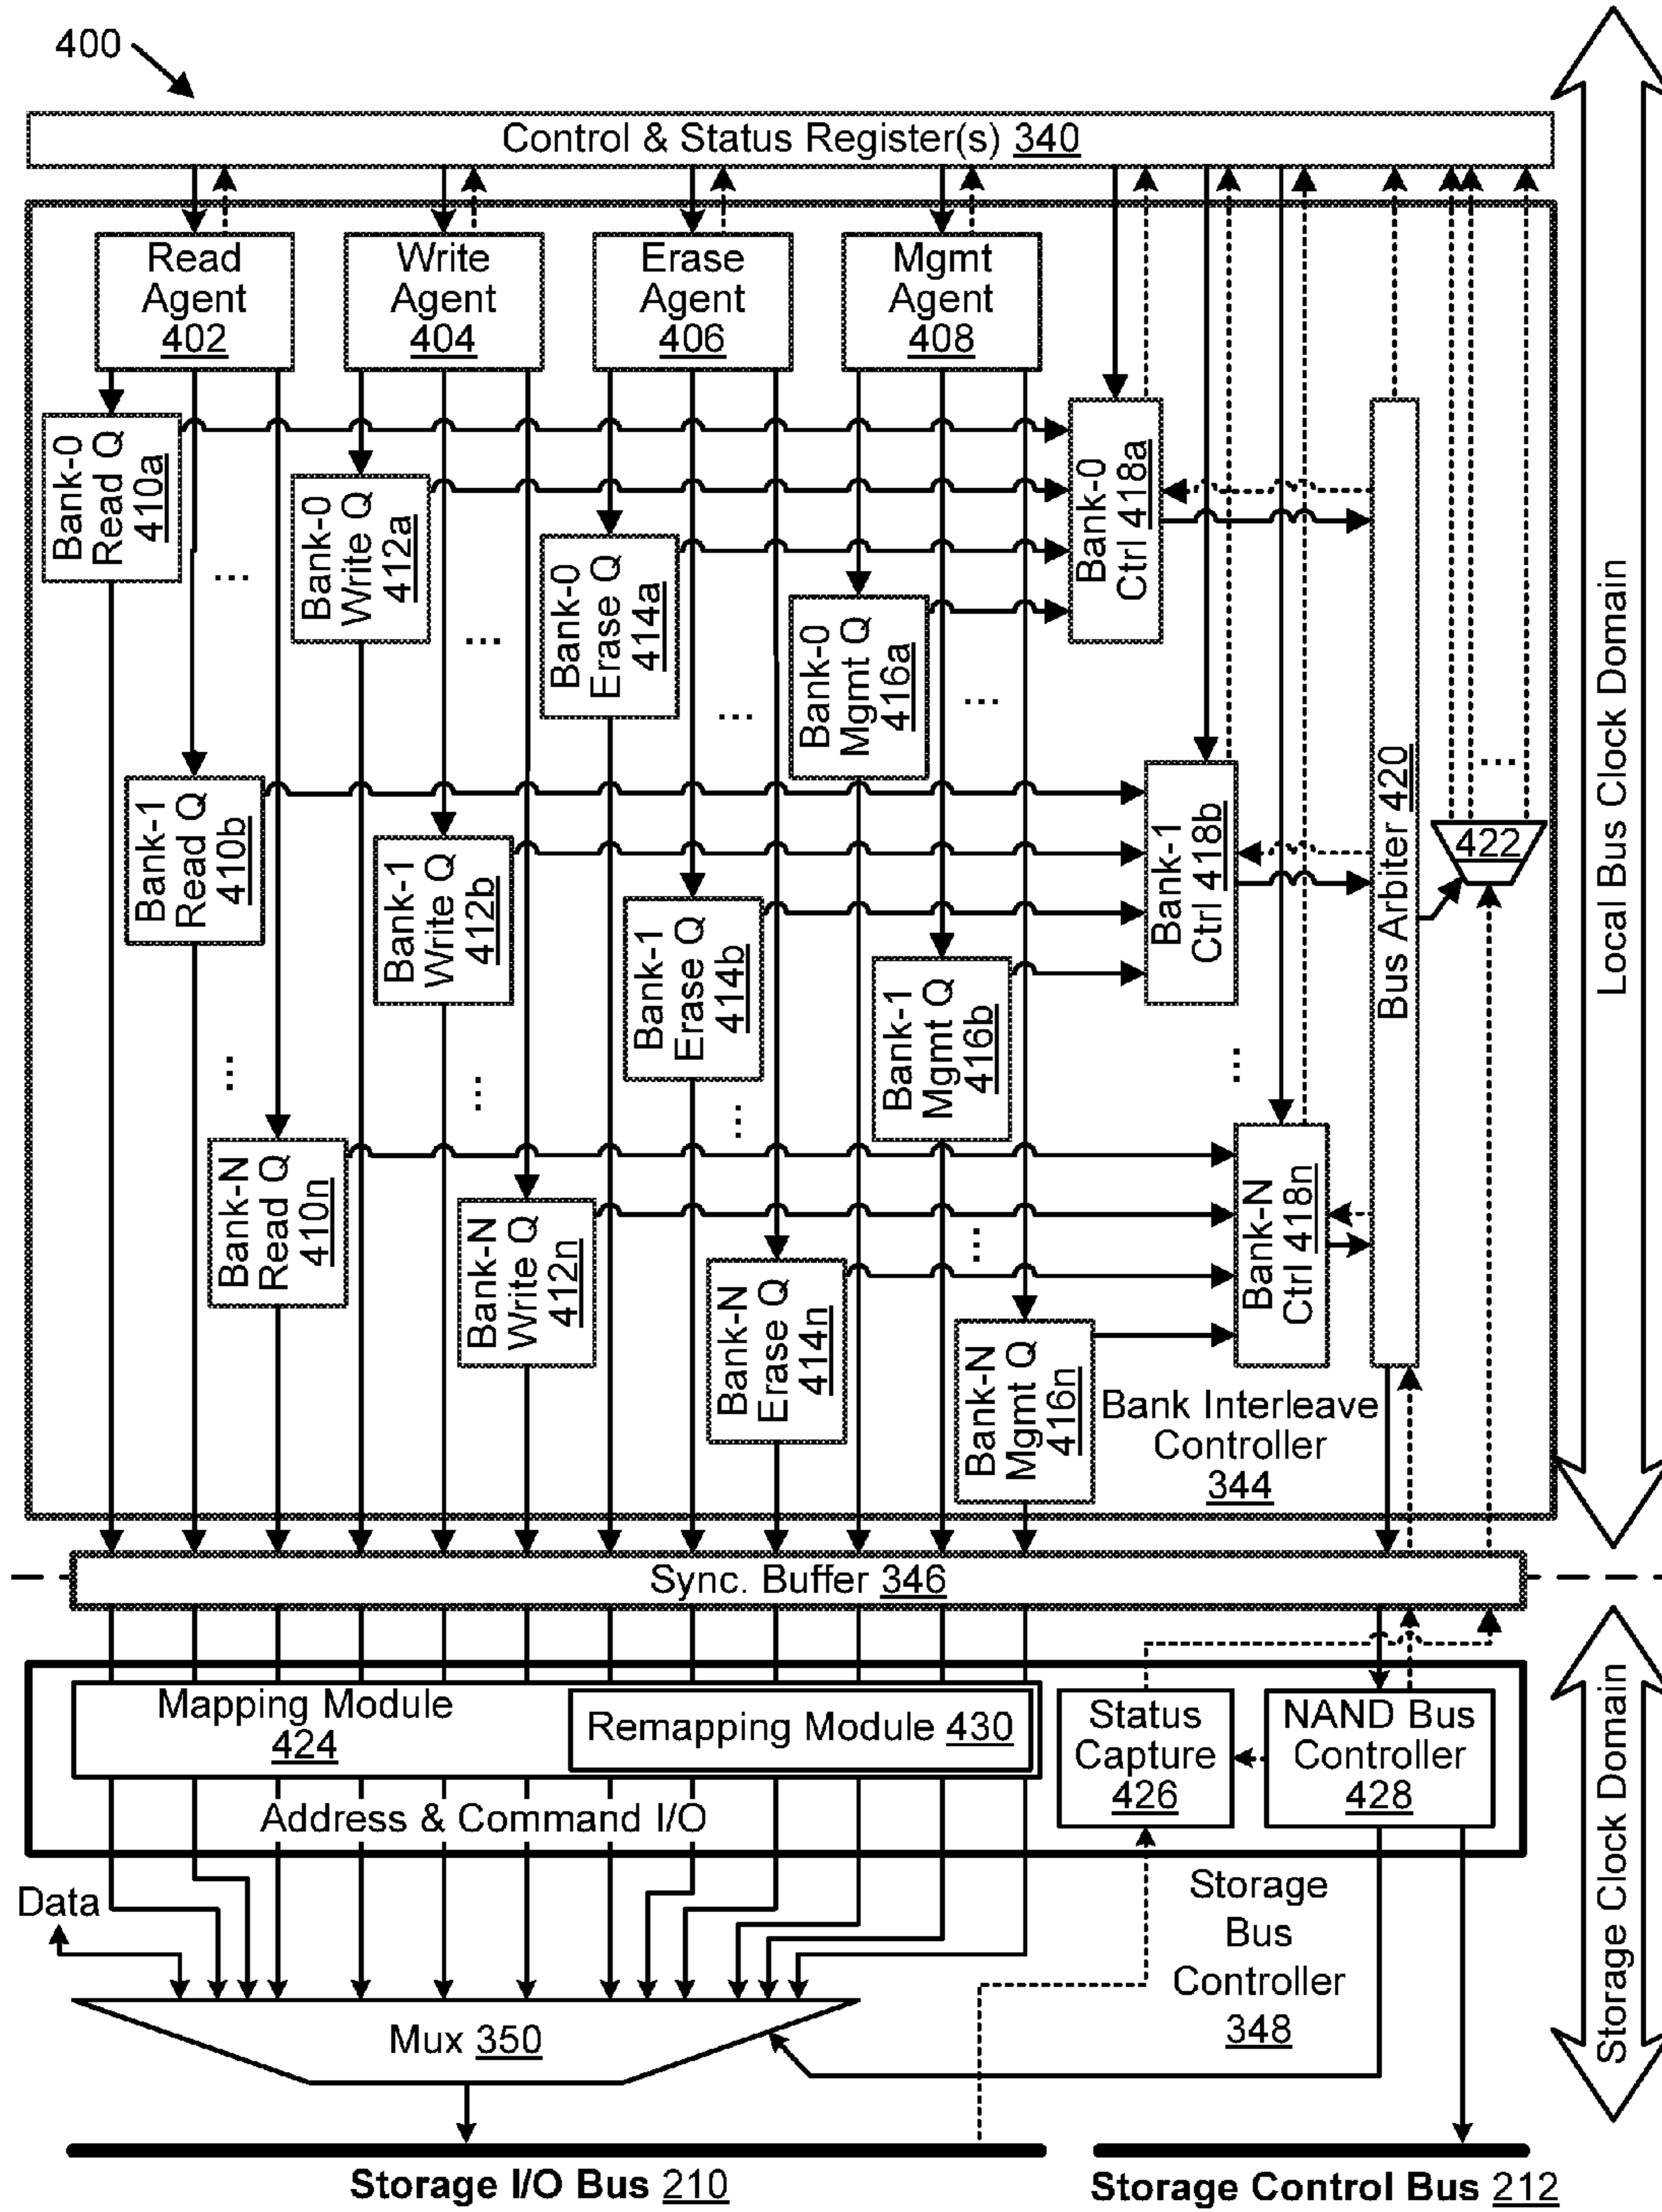 400
Control & Status Register(s) 340
Read
Agent
402
Write
Agent
404
Erase
Agent
406
Mgmt
Agent
408
Bank-0
Read Q
410a
Bank-0
Write Q
412a
Bank-0
Erase Q
414a
Bank-0
Mgmt Q
416a
Bank-0
Ctrl 418a
...
...
...
...
Bank-1
Read Q
410b
Bank-1
Write Q
412b
Bank-1
Erase Q
414b
Bank-1
Mgmt Q
416b
Bank-1
Ctrl 418b
Bus Arbiter 420
...
422
Local Bus Clock Domain
...
...
...
...
...
Bank-N
Read Q
410n
Bank-N
Write Q
412n
Bank-N
Erase Q
414n
Bank-N
Mgmt Q
416n
Bank-N
Ctrl 418n
Bank Interleave
Controller
344
Sync. Buffer 346
Mapping Module
424
Remapping Module 430
Status
Capture
426
NAND Bus
Controller
428
Address & Command I/O
Storage Clock Domain
Data
Storage
Bus
Controller
348
Mux 350
Storage I/O Bus 210
Storage Control Bus 212